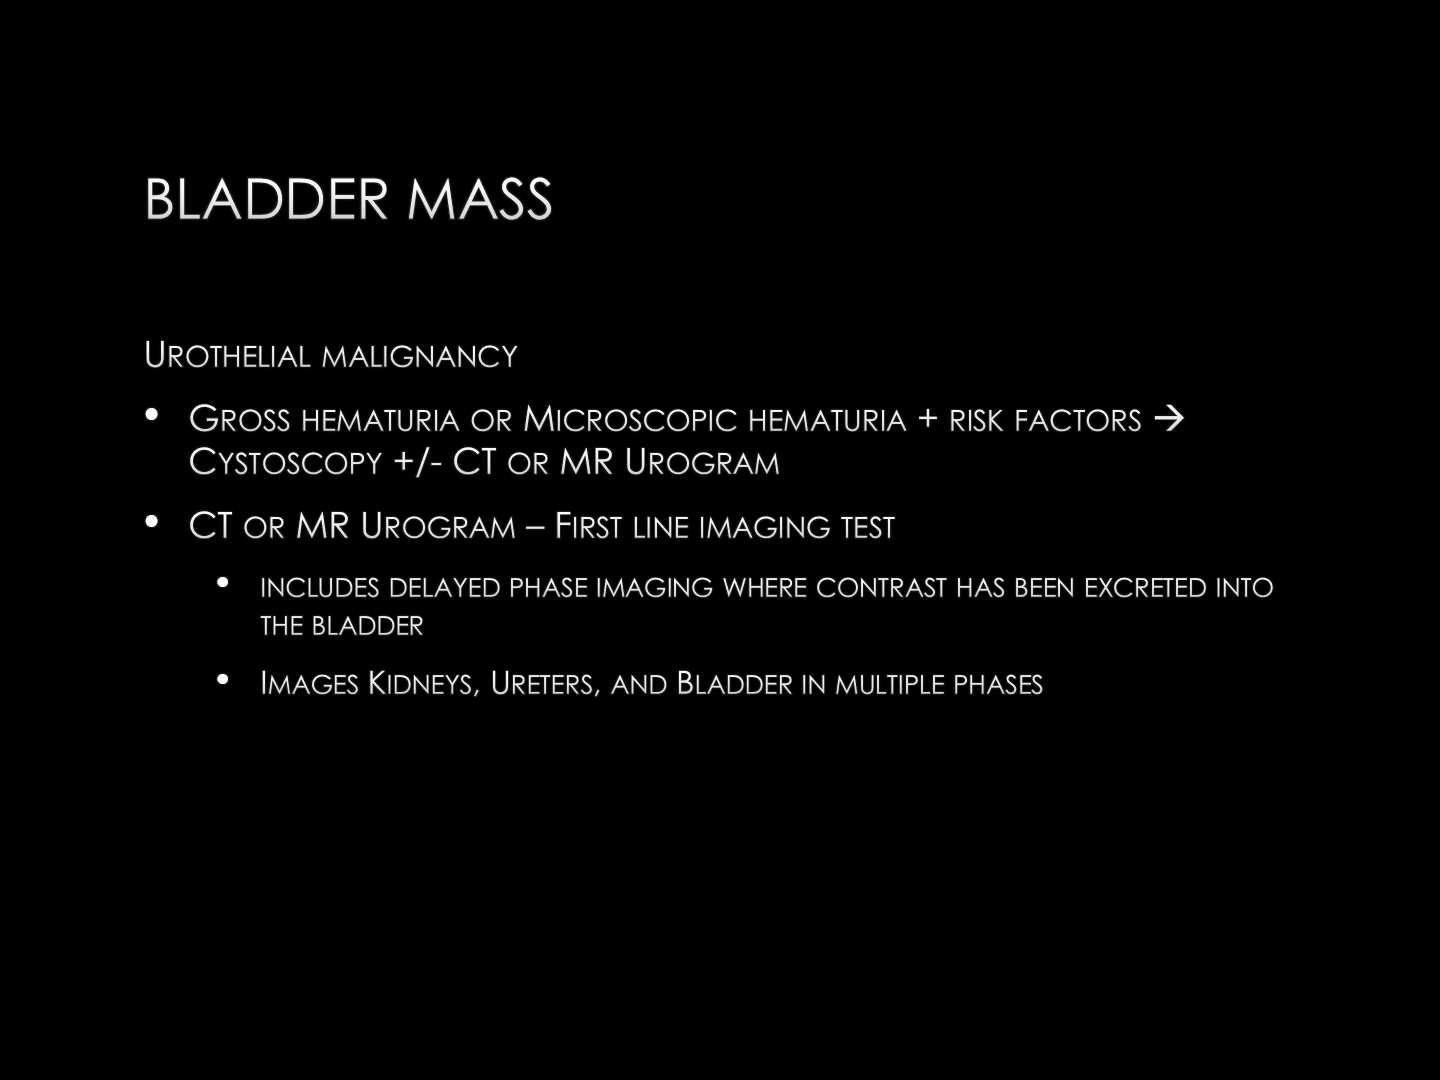 BLADDER MASS
Urothelial malignancy
• Gross hematuria or Microscopic hematuria + risk factors →
Cystoscopy +/- CT or MR Urogram
• CT or MR Urogram – First line imaging test
• includes delayed phase imaging where contrast has been excreted into
the bladder
• Images Kidneys, Ureters, and Bladder in multiple phases